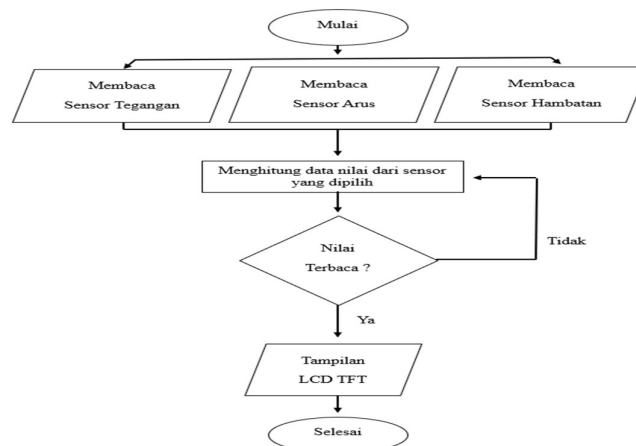 Mulai
Membaca
Sensor Tegangan
Membaca
Sensor Arus
Membaca
Sensor Hambatan
Menghitung data nilai dari sensor
yang dipilih
Nilai
Terbaca ?
Tidak
Ya
Tampilan
LCD TFT
Selesai